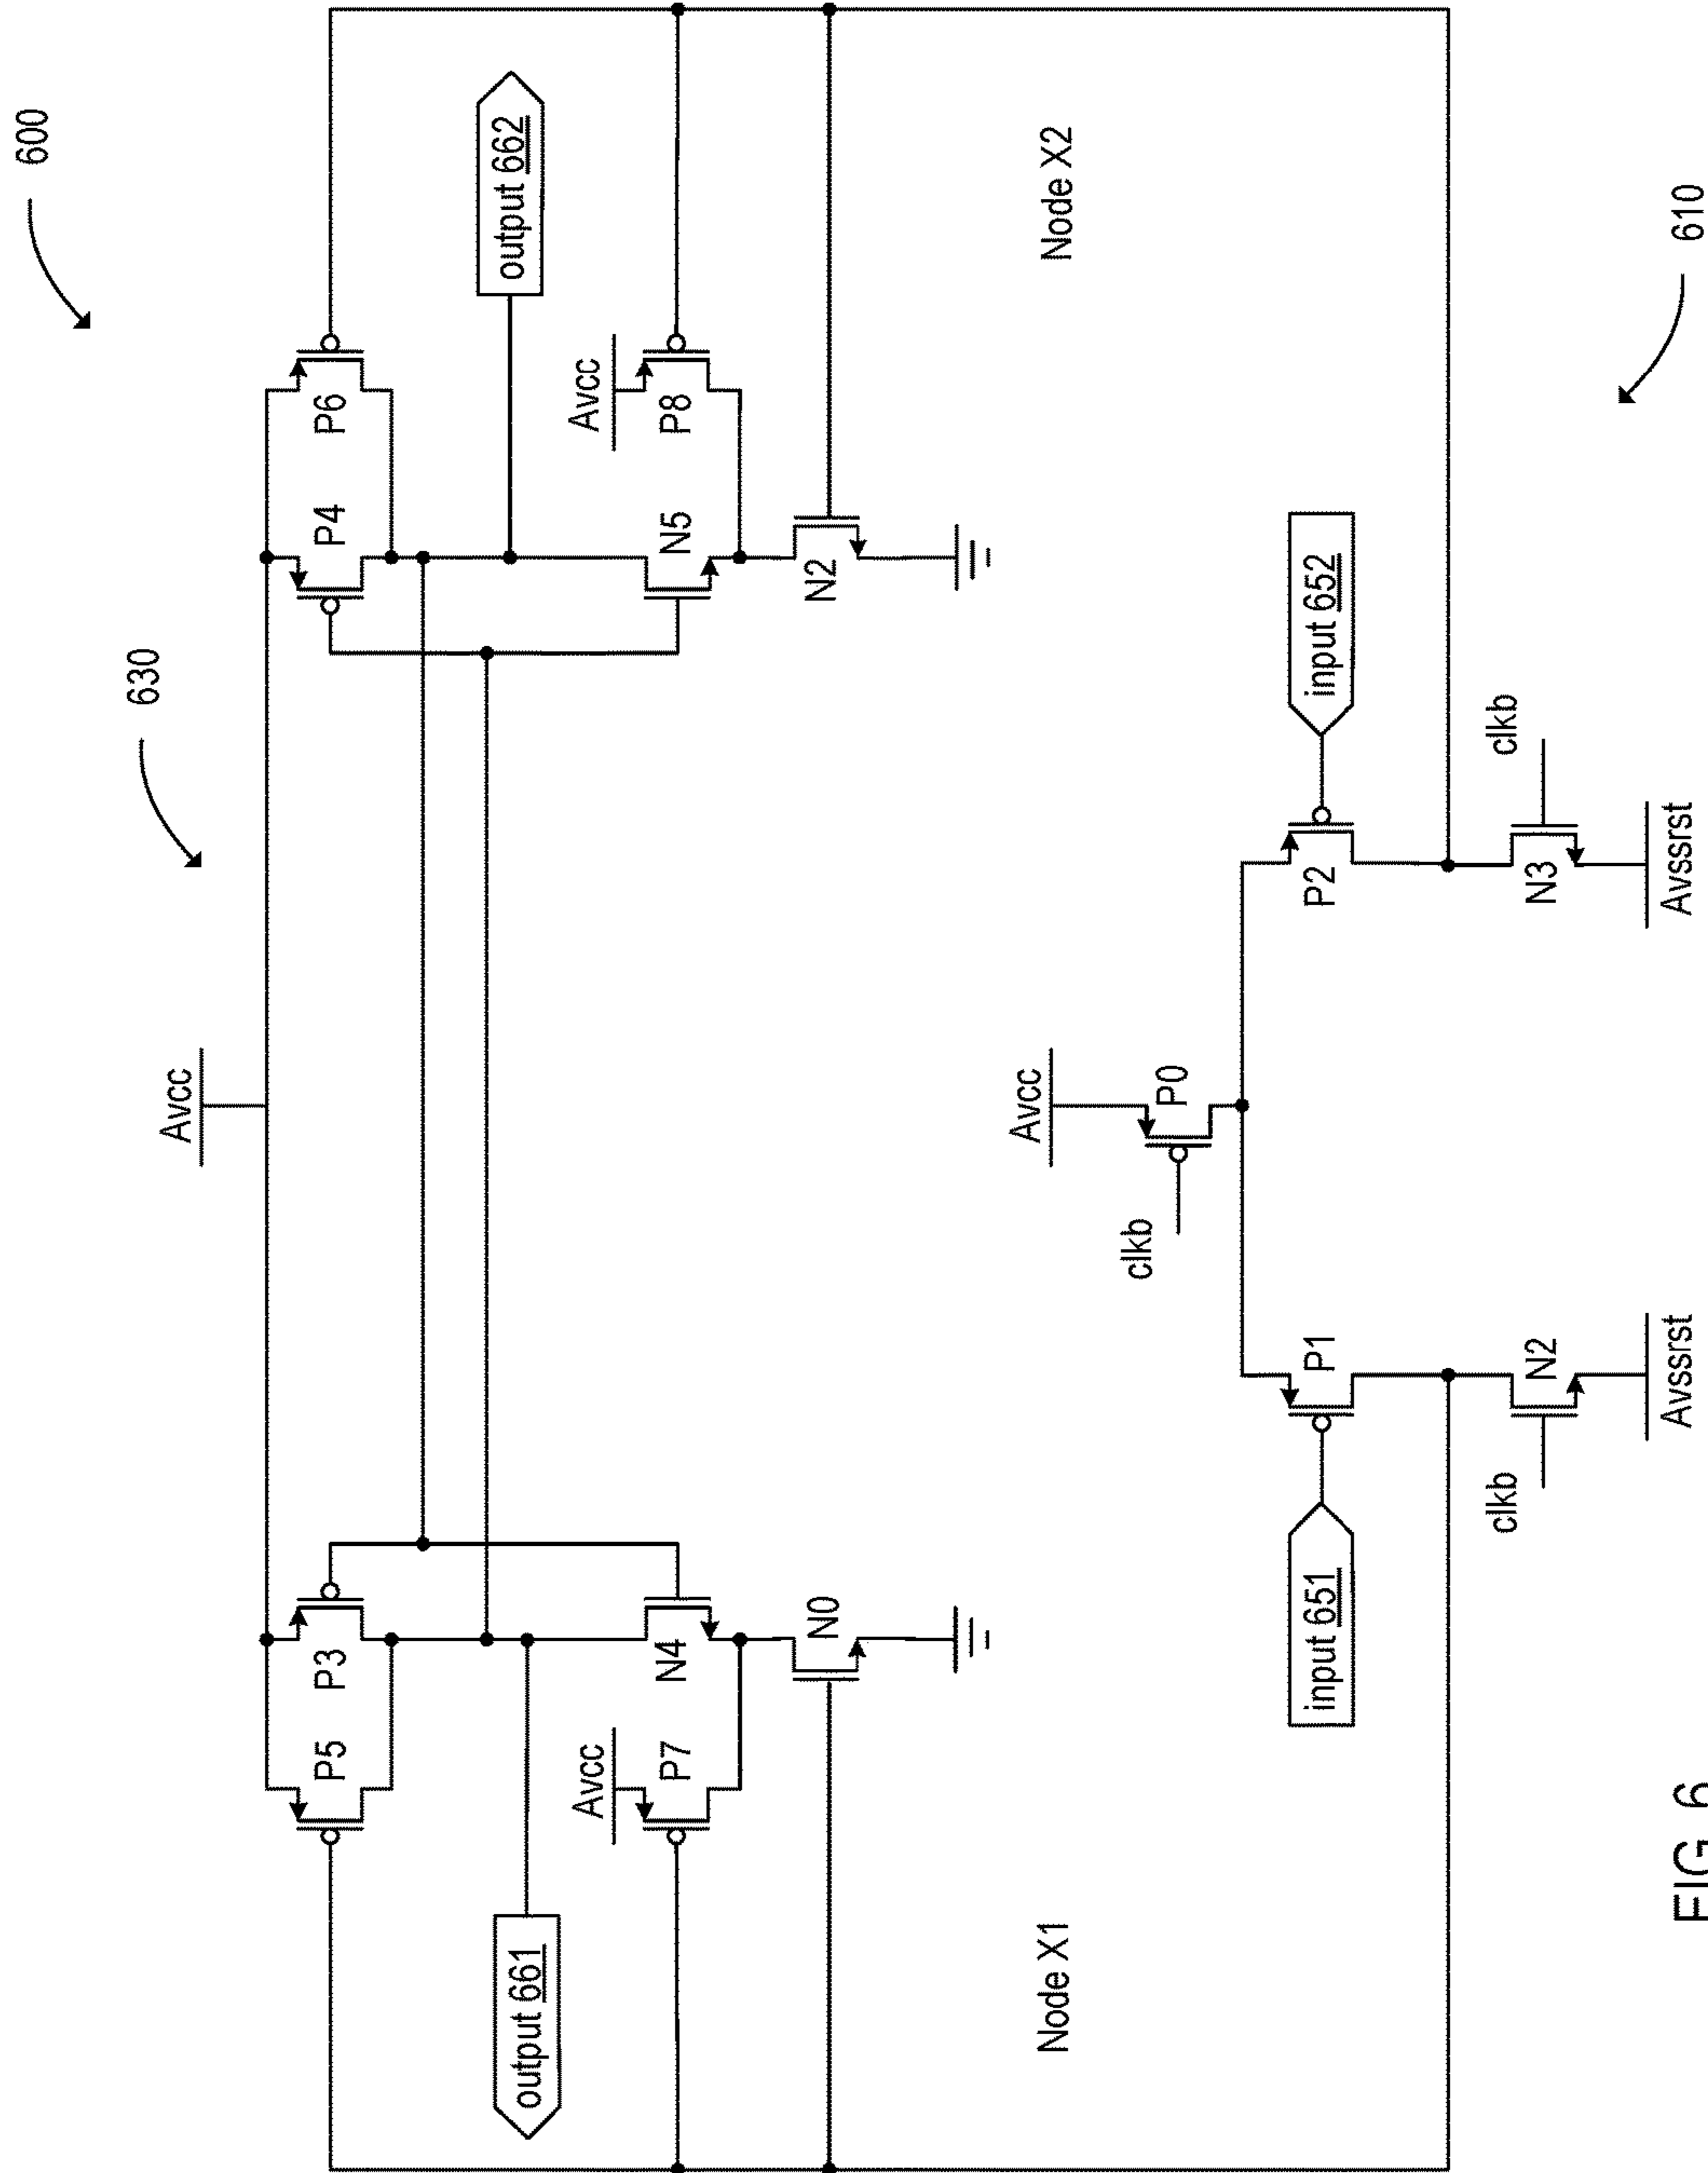 600
630
Avcc
P5
P3
P4
P6
output 661
output 662
Avcc
P7
N4
N5
P8
Avcc
N0
N2
Node X1
Node X2
Avcc
clkb
P0
input 651
P1
P2
input 652
clkb
N2
N3
clkb
Avssrst
Avssrst
610
FIG. 6